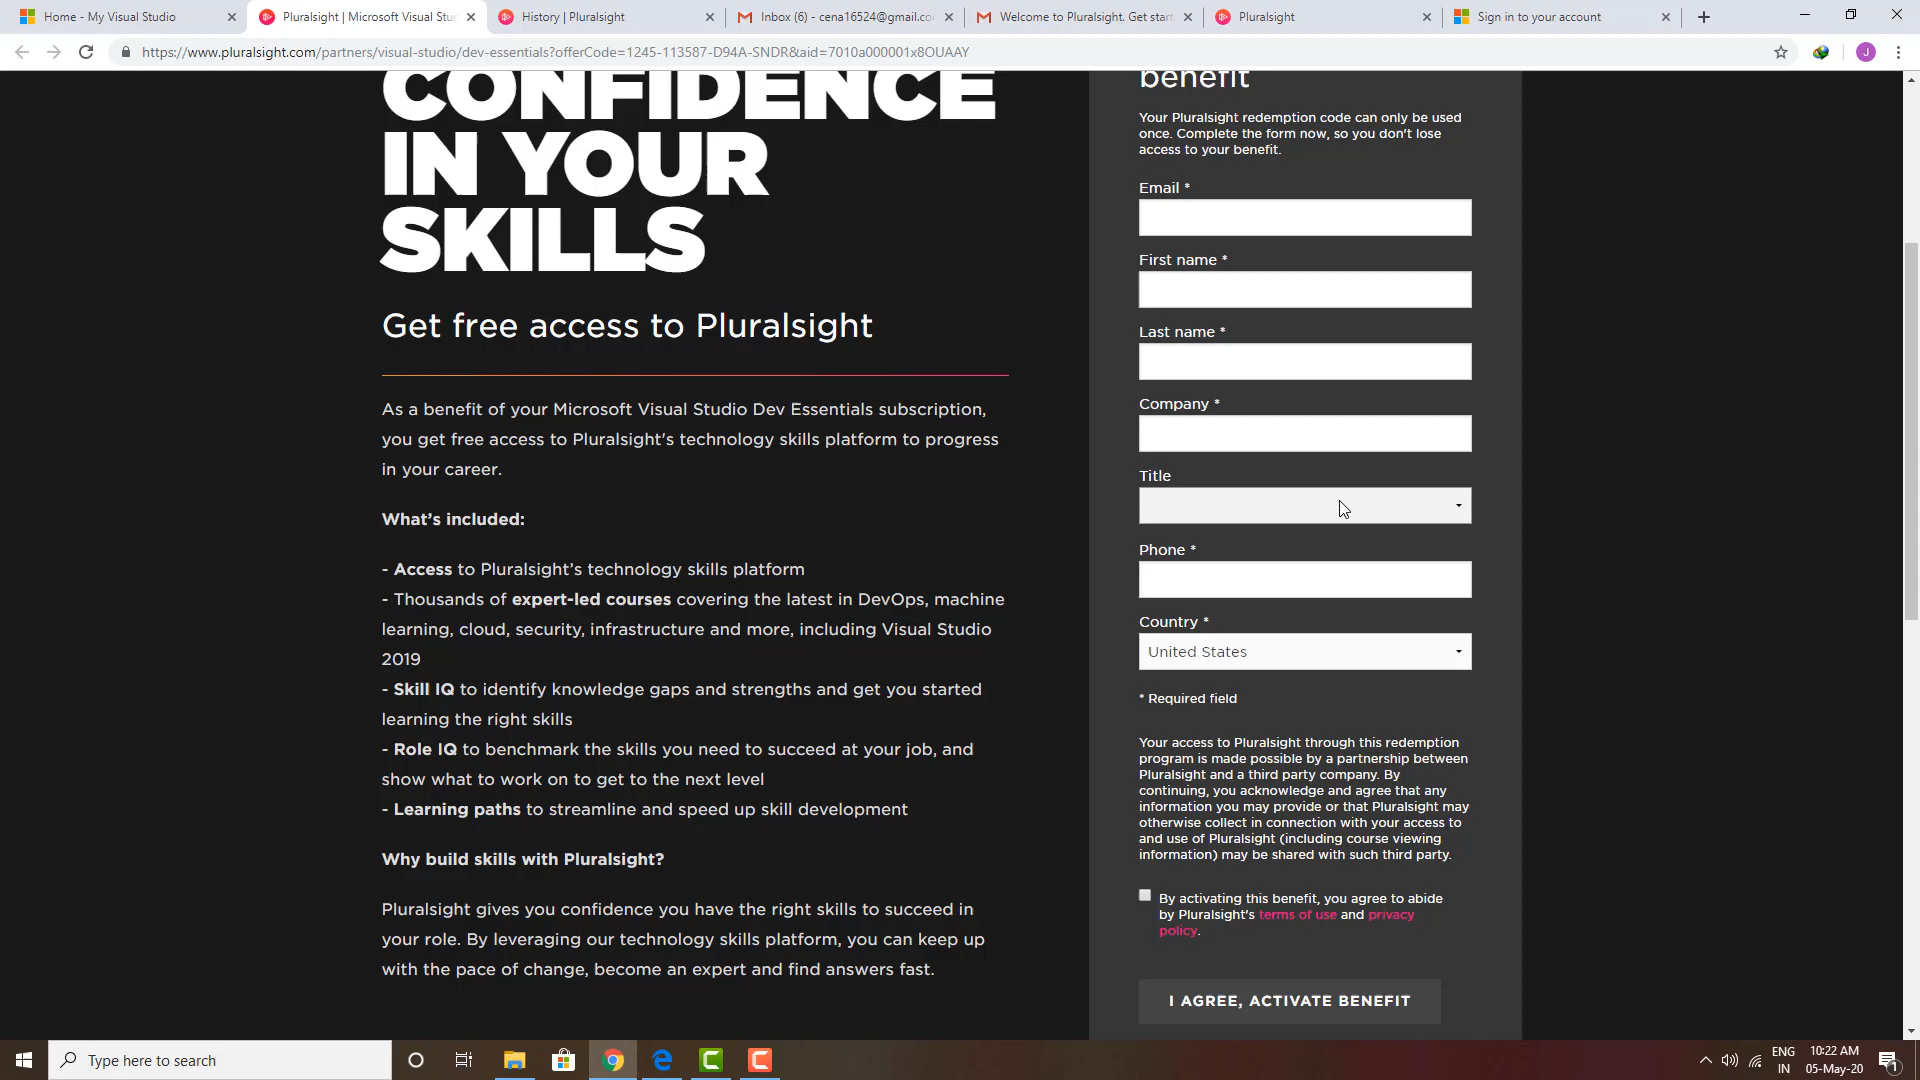 Home - My Visual Studio
Pluralsight | Microsoft Visual Stu
History | Pluralsight
Inbox (6) - cena16524@gmail.co
Welcome to Pluralsight. Get start
Pluralsight
Sign in to your account
https://www.pluralsight.com/partners/visual-studio/dev-essentials?offerCode=1245-113587-D94A-SNDR&aid=7010a000001x8OUAAY
J
CONFIDENCE
IN YOUR
SKILLS
Get free access to Pluralsight
As a benefit of your Microsoft Visual Studio Dev Essentials subscription,
you get free access to Pluralsight's technology skills platform to progress
in your career.
What's included:
- Access to Pluralsight's technology skills platform
- Thousands of expert-led courses covering the latest in DevOps, machine
learning, cloud, security, infrastructure and more, including Visual Studio
2019
- Skill IQ to identify knowledge gaps and strengths and get you started
learning the right skills
- Role IQ to benchmark the skills you need to succeed at your job, and
show what to work on to get to the next level
- Learning paths to streamline and speed up skill development
Why build skills with Pluralsight?
Pluralsight gives you confidence you have the right skills to succeed in
your role. By leveraging our technology skills platform, you can keep up
with the pace of change, become an expert and find answers fast.
benefit
Your Pluralsight redemption code can only be used
once. Complete the form now, so you don't lose
access to your benefit.
Email *
First name *
Last name *
Company *
Title
Phone *
Country *
United States
* Required field
Your access to Pluralsight through this redemption
program is made possible by a partnership between
Pluralsight and a third party company. By
continuing, you acknowledge and agree that any
information you may provide or that Pluralsight may
otherwise collect in connection with your access to
and use of Pluralsight (including course viewing
information) may be shared with such third party.
By activating this benefit, you agree to abide
by Pluralsight's terms of use and privacy
policy.
I AGREE, ACTIVATE BENEFIT
Type here to search
ENG
IN
10:22 AM
05-May-20
1